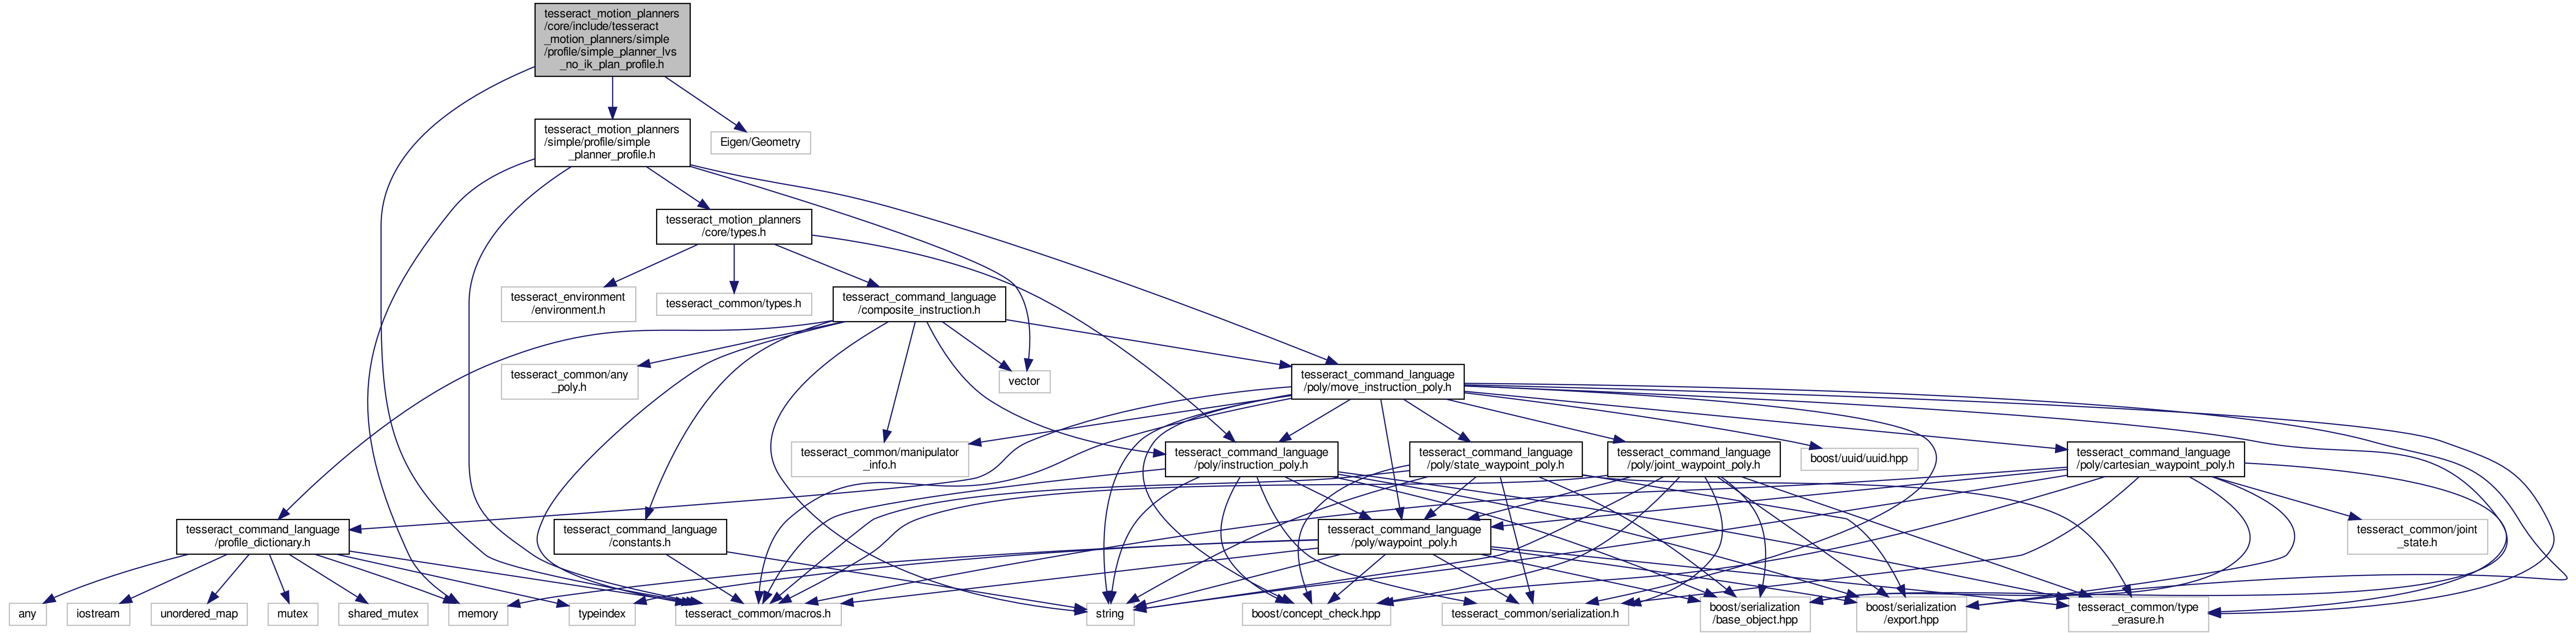 tesseract_motion_planners
/core/include/tesseract
_motion_planners/simple
/profile/simple_planner_lvs
_no_ik_plan_profile.h
tesseract_motion_planners
/simple/profile/simple
_planner_profile.h
Eigen/Geometry
tesseract_motion_planners
/core/types.h
tesseract_environment
/environment.h
tesseract_common/types.h
tesseract_command_language
/composite_instruction.h
tesseract_common/any
_poly.h
vector
tesseract_command_language
/poly/move_instruction_poly.h
tesseract_common/manipulator
_info.h
tesseract_command_language
/poly/instruction_poly.h
tesseract_command_language
/poly/state_waypoint_poly.h
tesseract_command_language
/poly/joint_waypoint_poly.h
boost/uuid/uuid.hpp
tesseract_command_language
/poly/cartesian_waypoint_poly.h
tesseract_command_language
/profile_dictionary.h
tesseract_command_language
/constants.h
tesseract_command_language
/poly/waypoint_poly.h
tesseract_common/joint
_state.h
any
iostream
unordered_map
mutex
shared_mutex
memory
typeindex
tesseract_common/macros.h
string
boost/concept_check.hpp
tesseract_common/serialization.h
boost/serialization
/base_object.hpp
boost/serialization
/export.hpp
tesseract_common/type
_erasure.h